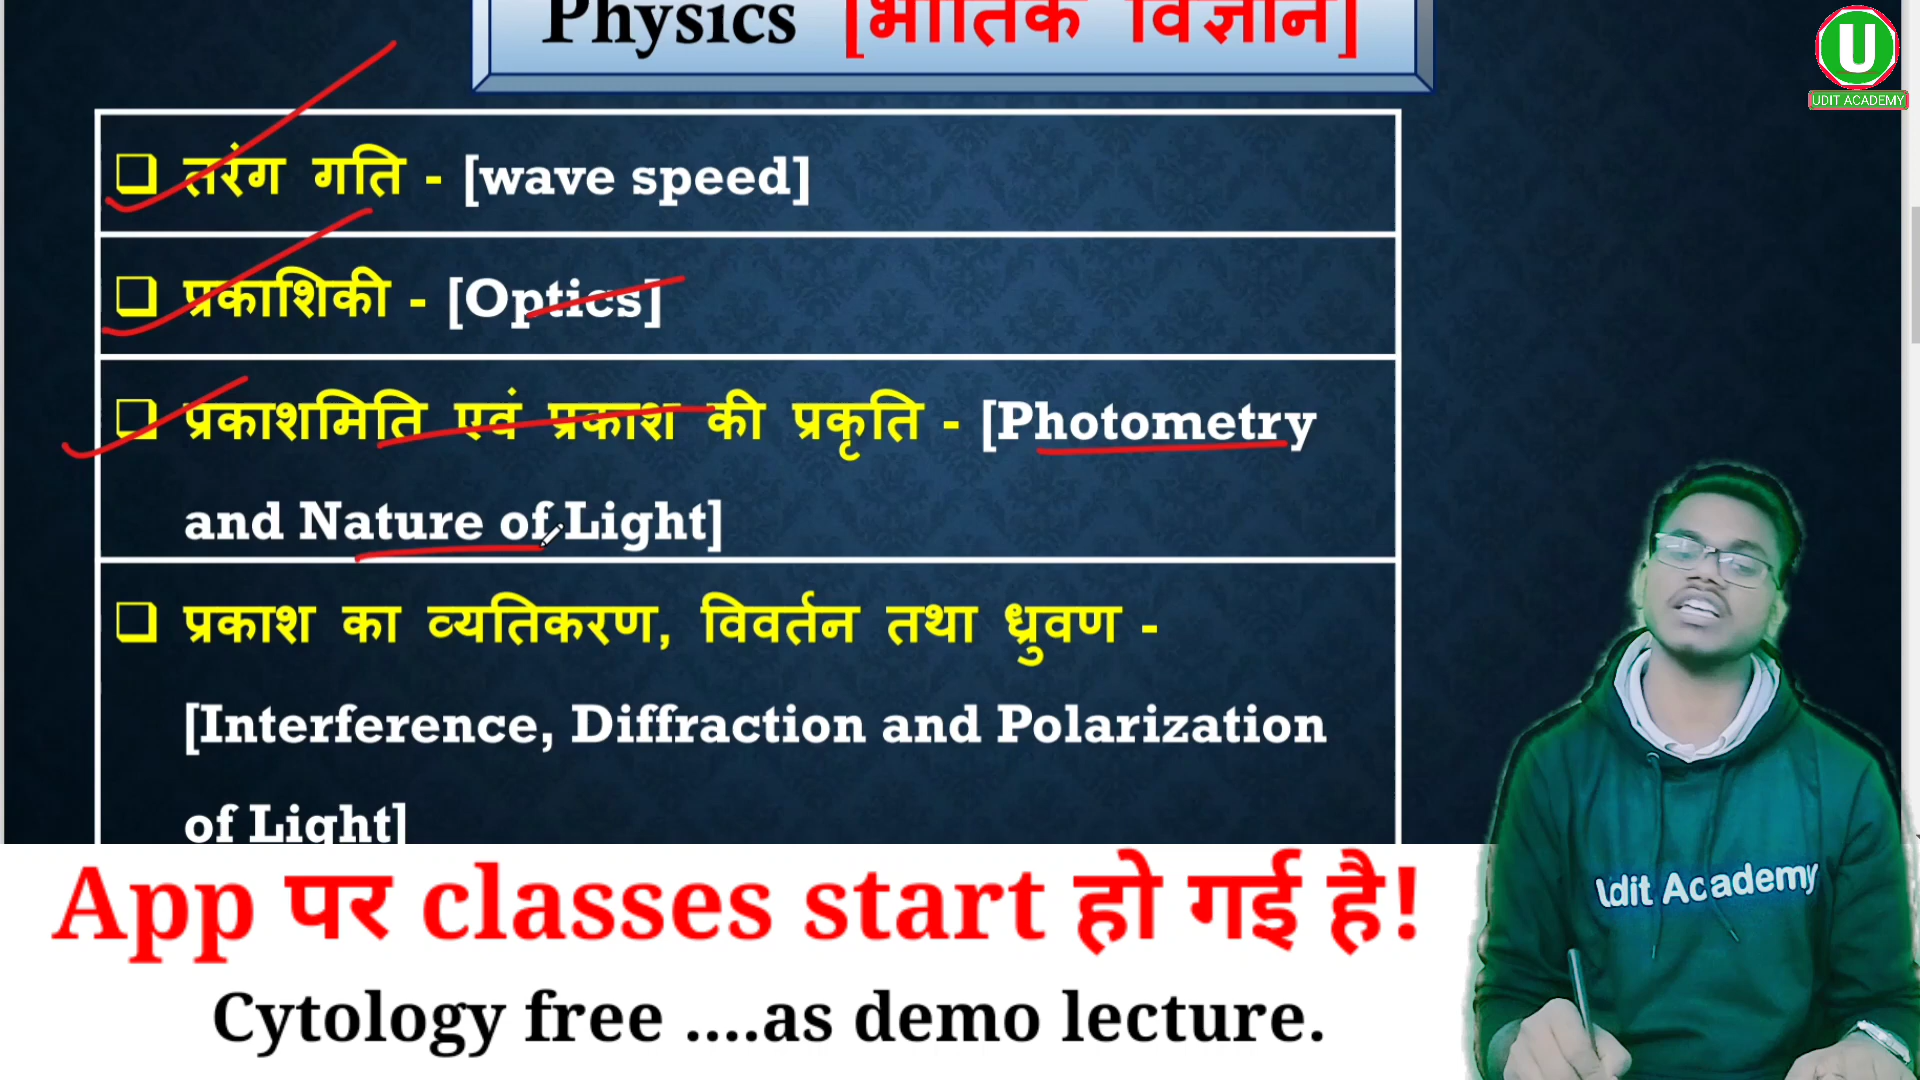 Physics [भौतिक विज्ञान]
U
UDIT ACADEMY
❑ तरंग गति - [wave speed]
❑ प्रकाशिकी - [Optics]
❑ प्रकाशमिति एवं प्रकाश की प्रकृति - [Photometry
and Nature of Light]
❑ प्रकाश का व्यतिकरण, विवर्तन तथा ध्रुवण -
[Interference, Diffraction and Polarization
of Light]
App पर classes start हो गई है!
Cytology free ....as demo lecture.
Udit Academy